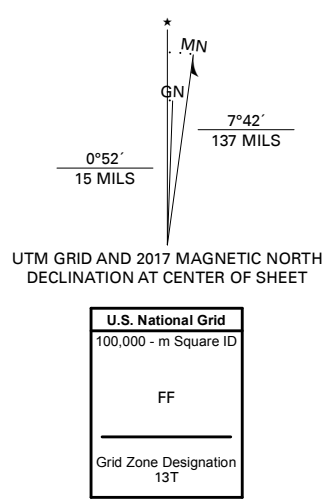 ★
MN
GN
7°42´
137 MILS
0°52´
15 MILS
UTM GRID AND 2017 MAGNETIC NORTH
DECLINATION AT CENTER OF SHEET
U.S. National Grid
100,000 - m Square ID
FF
Grid Zone Designation
13T